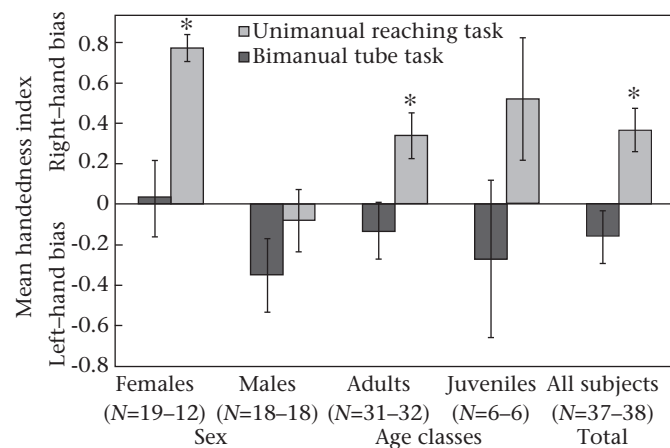 Mean handedness index
Left–hand bias Right–hand bias
0.8
0.6
0.4
0.2
0
-0.2
-0.4
-0.6
-0.8
*
*
*
Unimanual reaching task
Bimanual tube task
Females Males Adults Juveniles All subjects
(N=19–12) (N=18–18) (N=31–32) (N=6–6) (N=37–38)
Sex Age classes Total